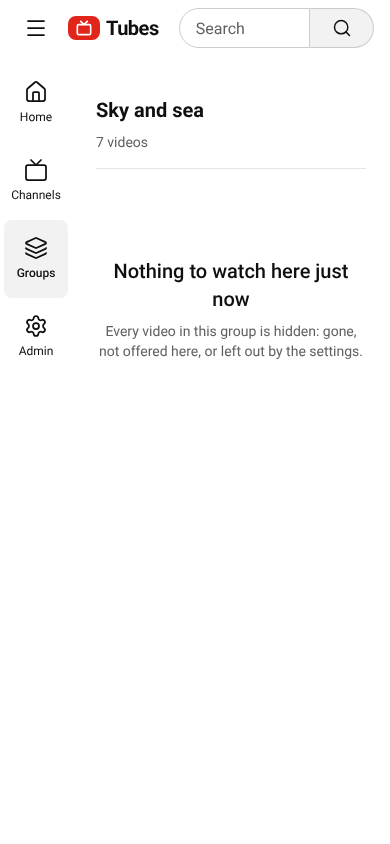 Tubes
Search
Home
Channels
Groups
Admin
Sky and sea
7 videos
Nothing to watch here just
now
Every video in this group is hidden: gone,
not offered here, or left out by the settings.